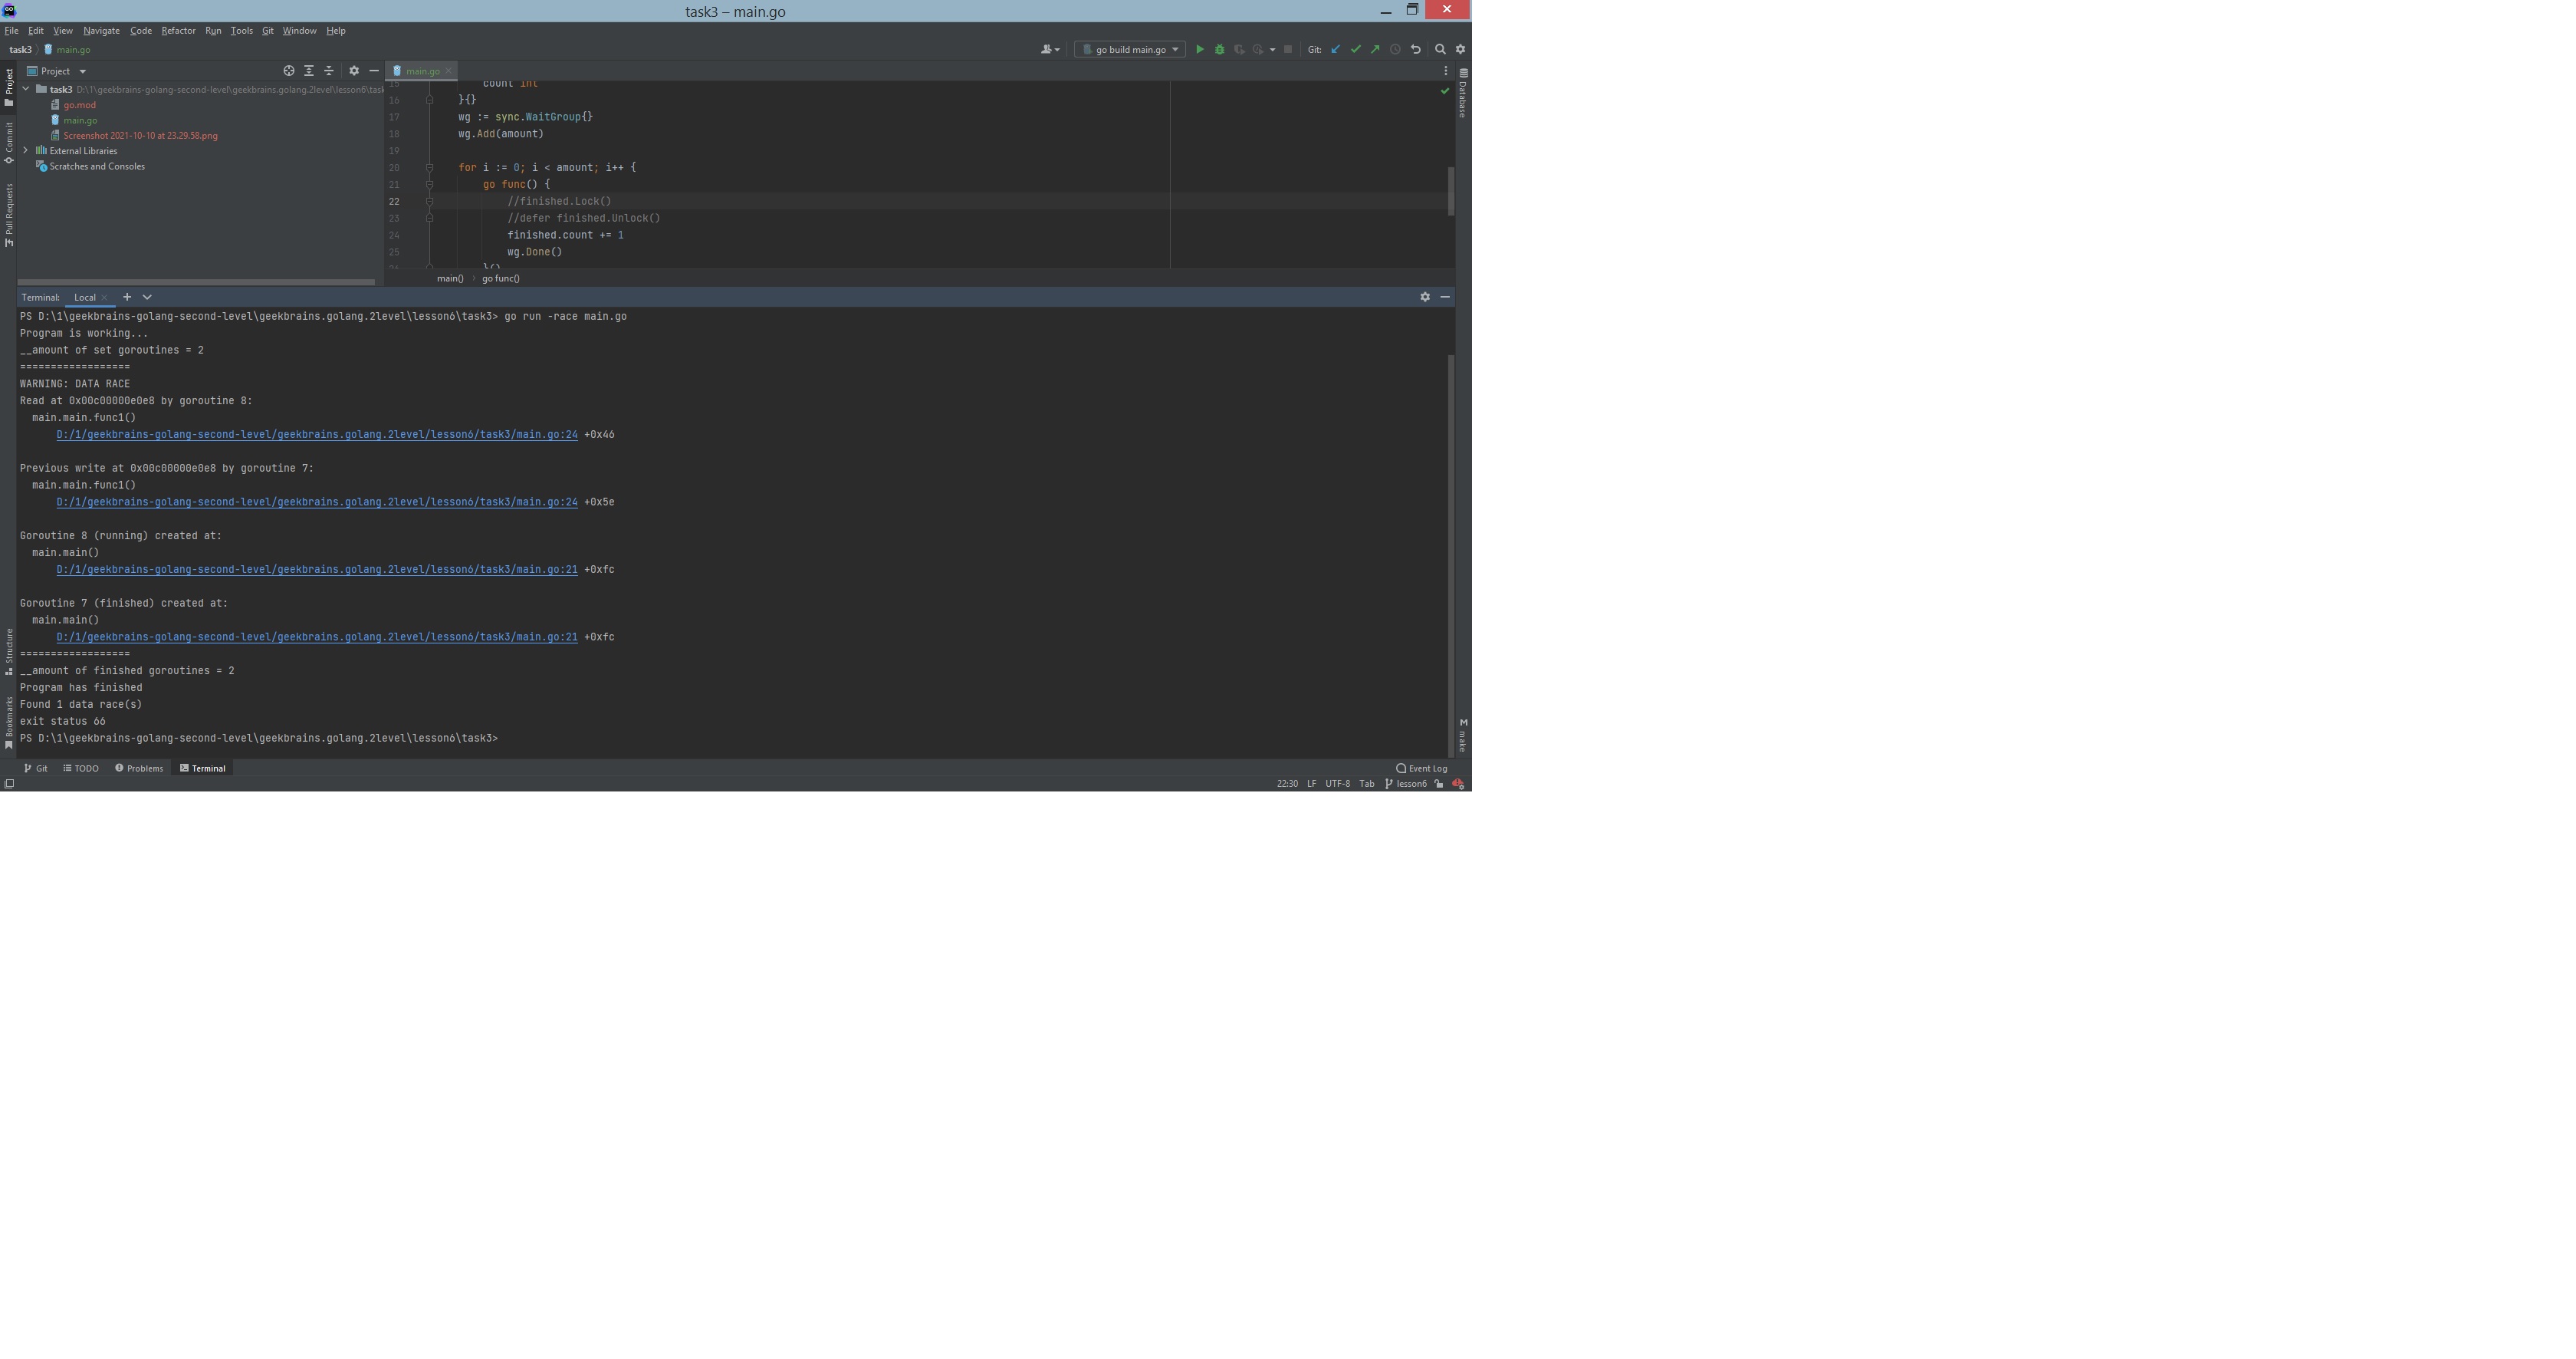 task3 – main.go
File Edit View Navigate Code Refactor Run Tools Git Window Help
task3 main.go
go build main.go
Git:
Project
main.go
task3 D:\1\geekbrains-golang-second-level\geekbrains.golang.2level\lesson6\task
go.mod
main.go
Screenshot 2021-10-10 at 23.29.58.png
External Libraries
Scratches and Consoles
Project
Commit
Pull Requests
Structure
Bookmarks
15 count int
16 }{}
17 wg := sync.WaitGroup{}
18 wg.Add(amount)
19
20 for i := 0; i < amount; i++ {
21 go func() {
22 //finished.Lock()
23 //defer finished.Unlock()
24 finished.count += 1
25 wg.Done()
26 }()
main() go func()
Database
make
Terminal: Local
PS D:\1\geekbrains-golang-second-level\geekbrains.golang.2level\lesson6\task3> go run -race main.go
Program is working...
__amount of set goroutines = 2
==================
WARNING: DATA RACE
Read at 0x00c00000e0e8 by goroutine 8:
main.main.func1()
D:/1/geekbrains-golang-second-level/geekbrains.golang.2level/lesson6/task3/main.go:24 +0x46
Previous write at 0x00c00000e0e8 by goroutine 7:
main.main.func1()
D:/1/geekbrains-golang-second-level/geekbrains.golang.2level/lesson6/task3/main.go:24 +0x5e
Goroutine 8 (running) created at:
main.main()
D:/1/geekbrains-golang-second-level/geekbrains.golang.2level/lesson6/task3/main.go:21 +0xfc
Goroutine 7 (finished) created at:
main.main()
D:/1/geekbrains-golang-second-level/geekbrains.golang.2level/lesson6/task3/main.go:21 +0xfc
==================
__amount of finished goroutines = 2
Program has finished
Found 1 data race(s)
exit status 66
PS D:\1\geekbrains-golang-second-level\geekbrains.golang.2level\lesson6\task3>
Git TODO Problems Terminal
Event Log
22:30 LF UTF-8 Tab lesson6